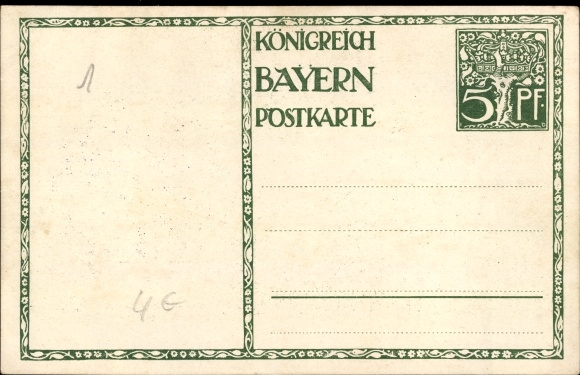 1
KÖNIGREICH
BAYERN
POSTKARTE
5 PF.
4 €